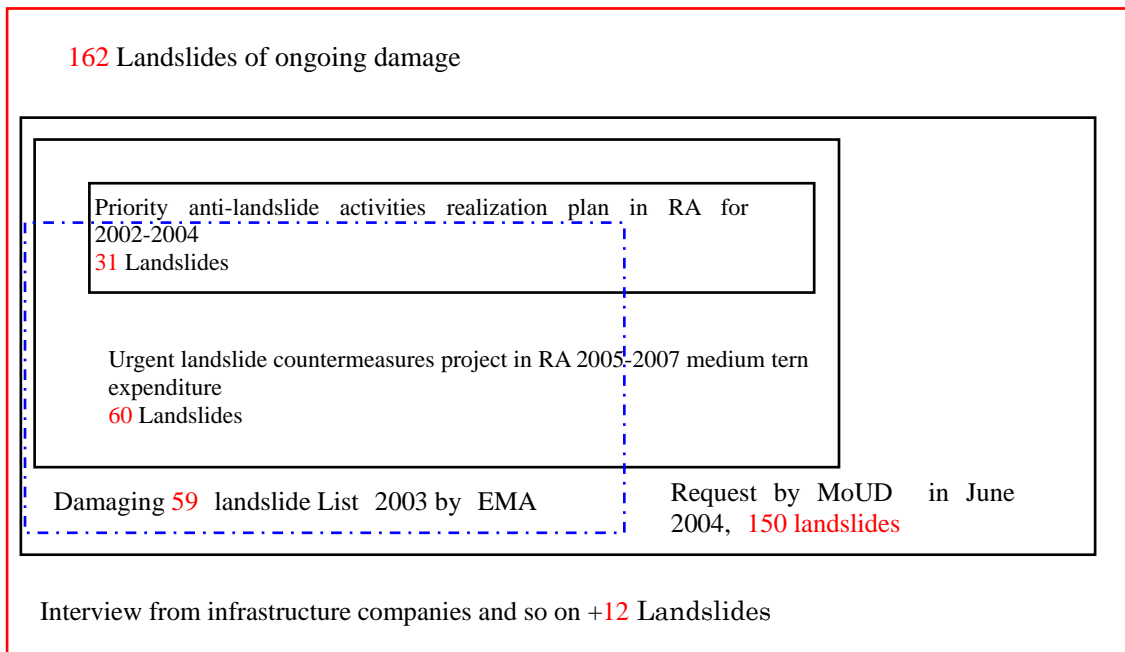 162 Landslides of ongoing damage
Priority anti-landslide activities realization plan in RA for
2002-2004
31 Landslides
Urgent landslide countermeasures project in RA 2005-2007 medium tern
expenditure
60 Landslides
Damaging 59 landslide List 2003 by EMA
Request by MoUD in June
2004, 150 landslides
Interview from infrastructure companies and so on +12 Landslides